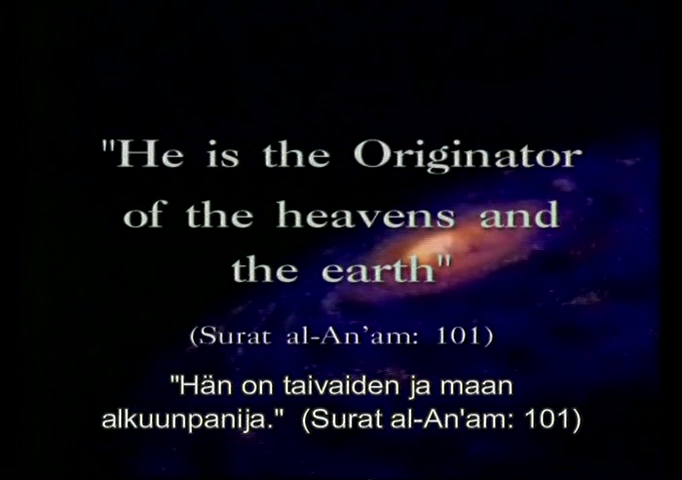 "He is the Originator
of the heavens and
the earth"
(Surat al-An'am: 101)
"Hän on taivaiden ja maan
alkuunpanija."  (Surat al-An'am: 101)